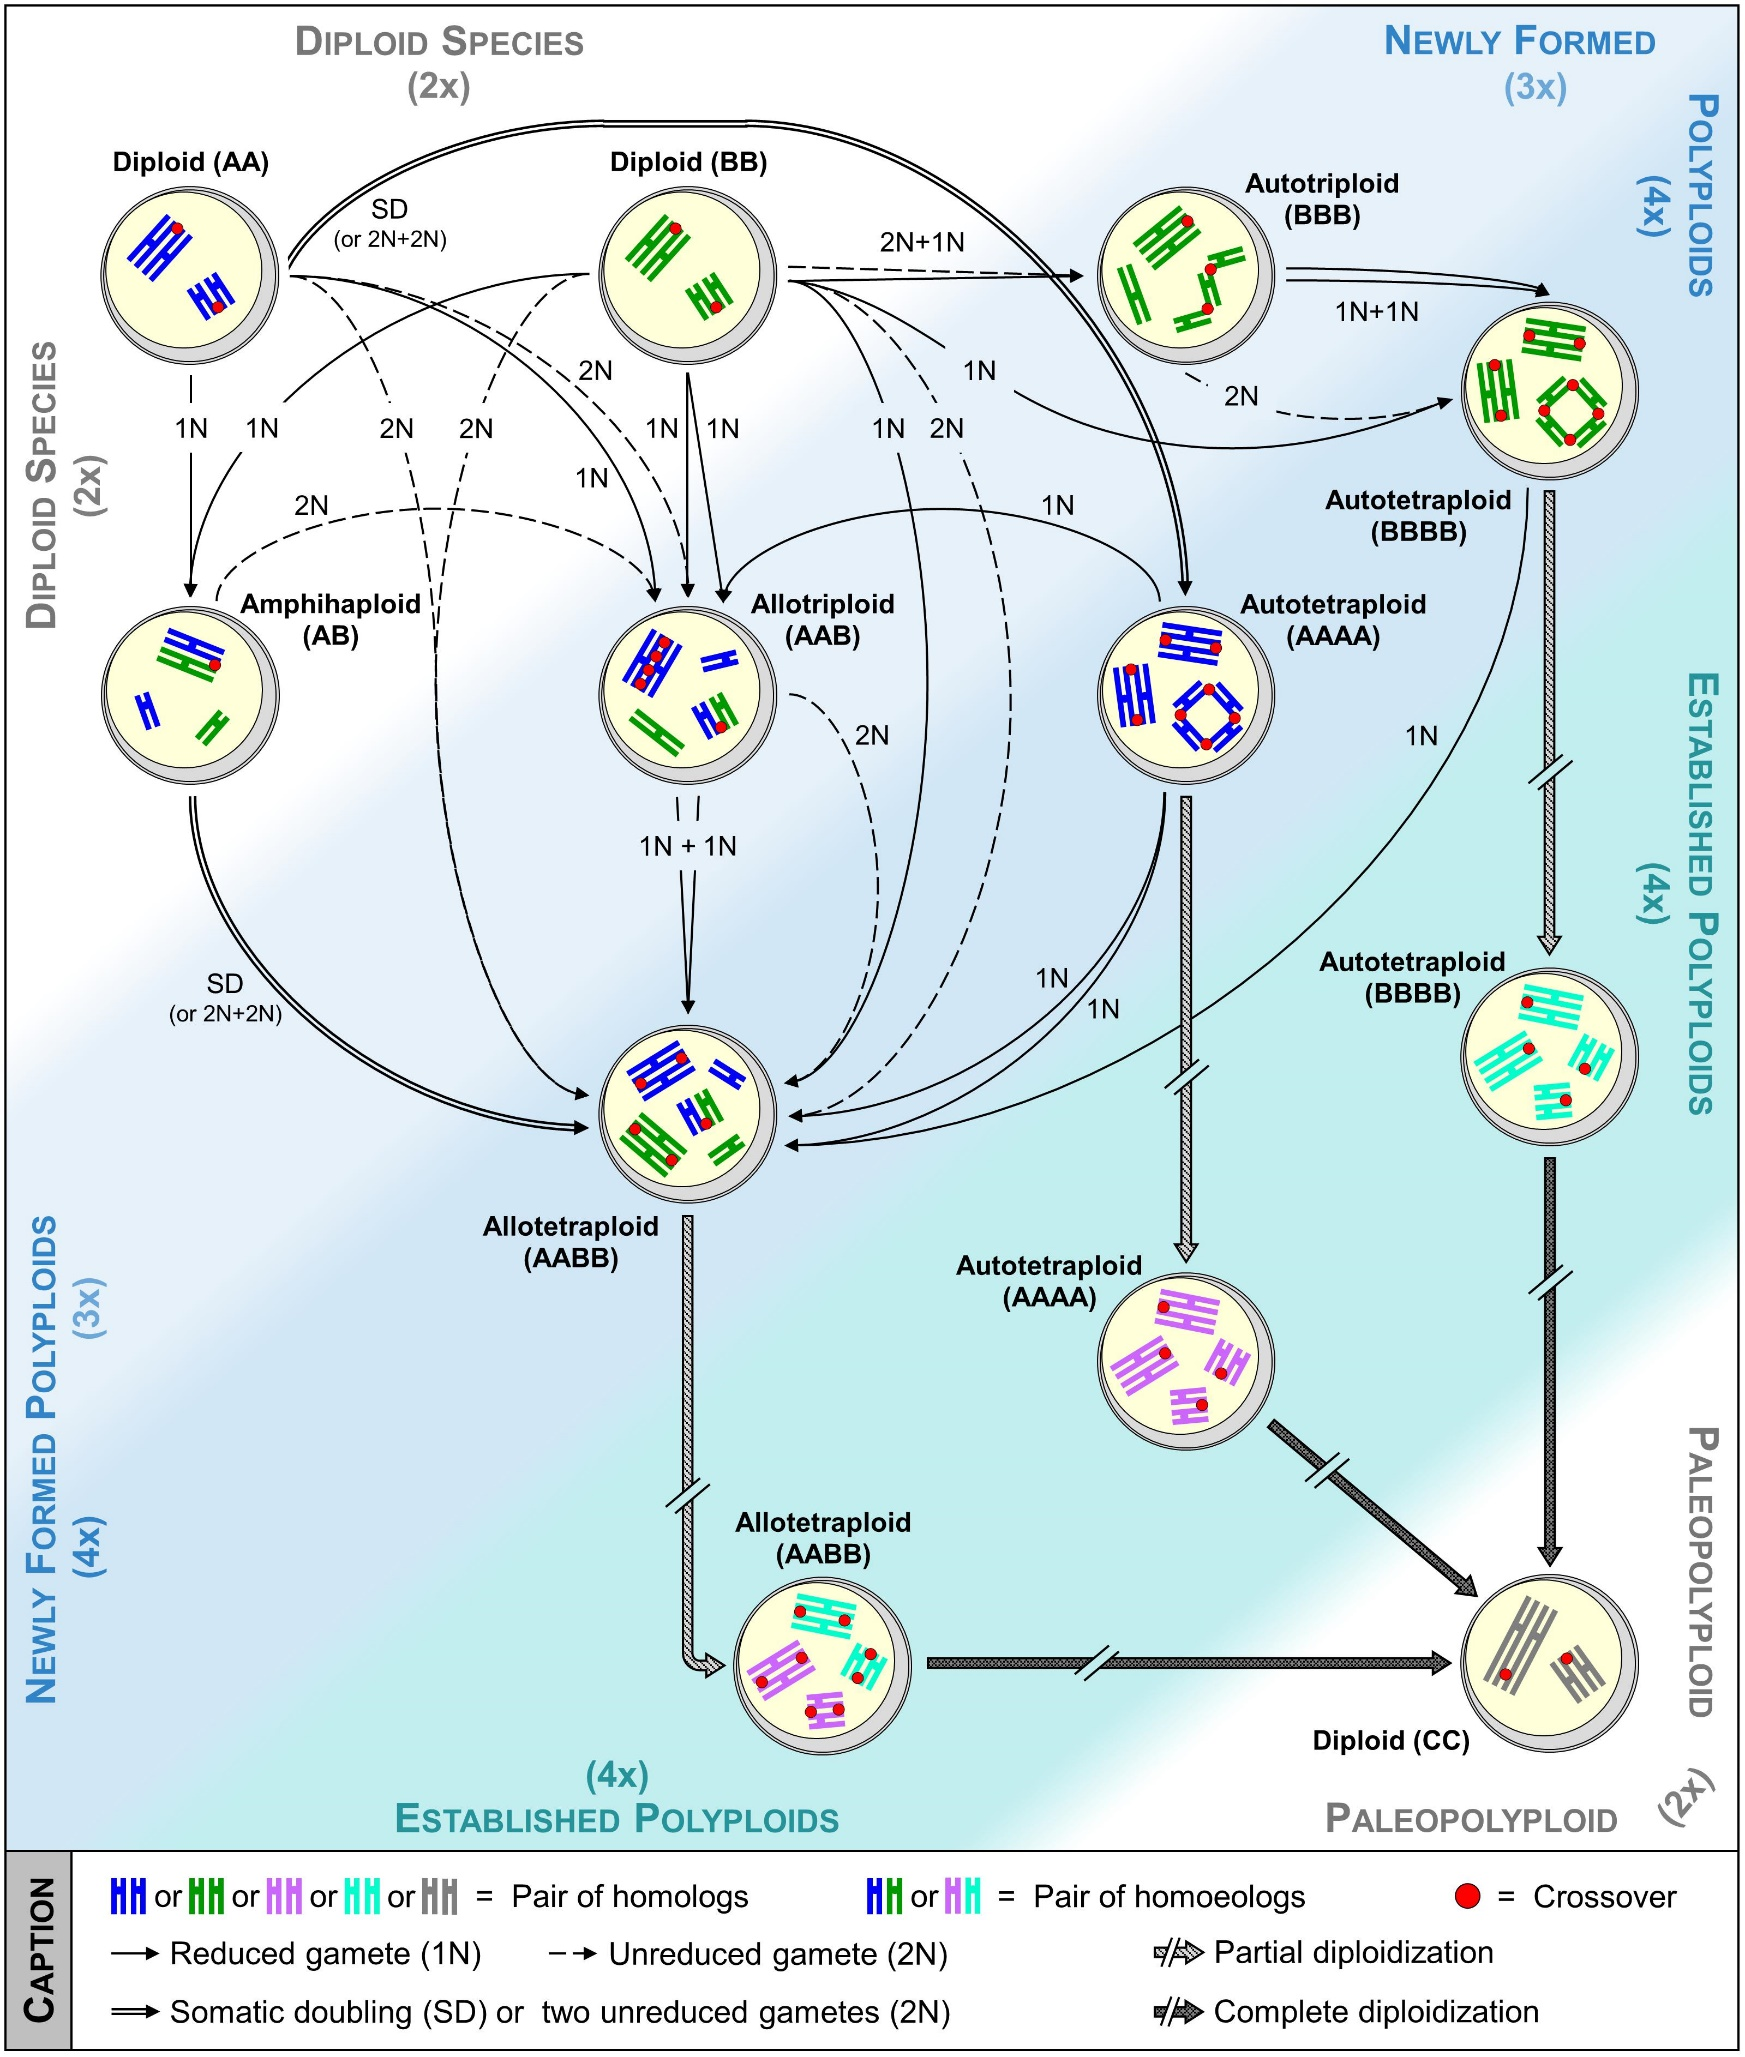 DIPLOID SPECIES
(2x)
NEWLY FORMED
(3x)
POLYPLOIDS
(4x)
Diploid (AA)
Diploid (BB)
Autotriploid
(BBB)
SD
(or 2N+2N)
2N+1N
1N+1N
DIPLOID SPECIES
(2x)
2N
1N
2N
1N
1N
2N
2N
1N
1N
1N
2N
1N
2N
1N
Autotetraploid
(BBBB)
Amphihaploid
(AB)
Allotriploid
(AAB)
Autotetraploid
(AAAA)
2N
1N
1N + 1N
ESTABLISHED POLYPLOIDS
(4x)
SD
(or 2N+2N)
1N
1N
Autotetraploid
(BBBB)
Allotetraploid
(AABB)
Autotetraploid
(AAAA)
NEWLY FORMED POLYPLOIDS
(3x)
(4x)
Allotetraploid
(AABB)
PALEOPOLYPLOID
Diploid (CC)
(2x)
(4x)
ESTABLISHED POLYPLOIDS
PALEOPOLYPLOID
CAPTION
or or or or = Pair of homologs
or = Pair of homoeologs
= Crossover
Reduced gamete (1N)
Unreduced gamete (2N)
Partial diploidization
Somatic doubling (SD) or two unreduced gametes (2N)
Complete diploidization